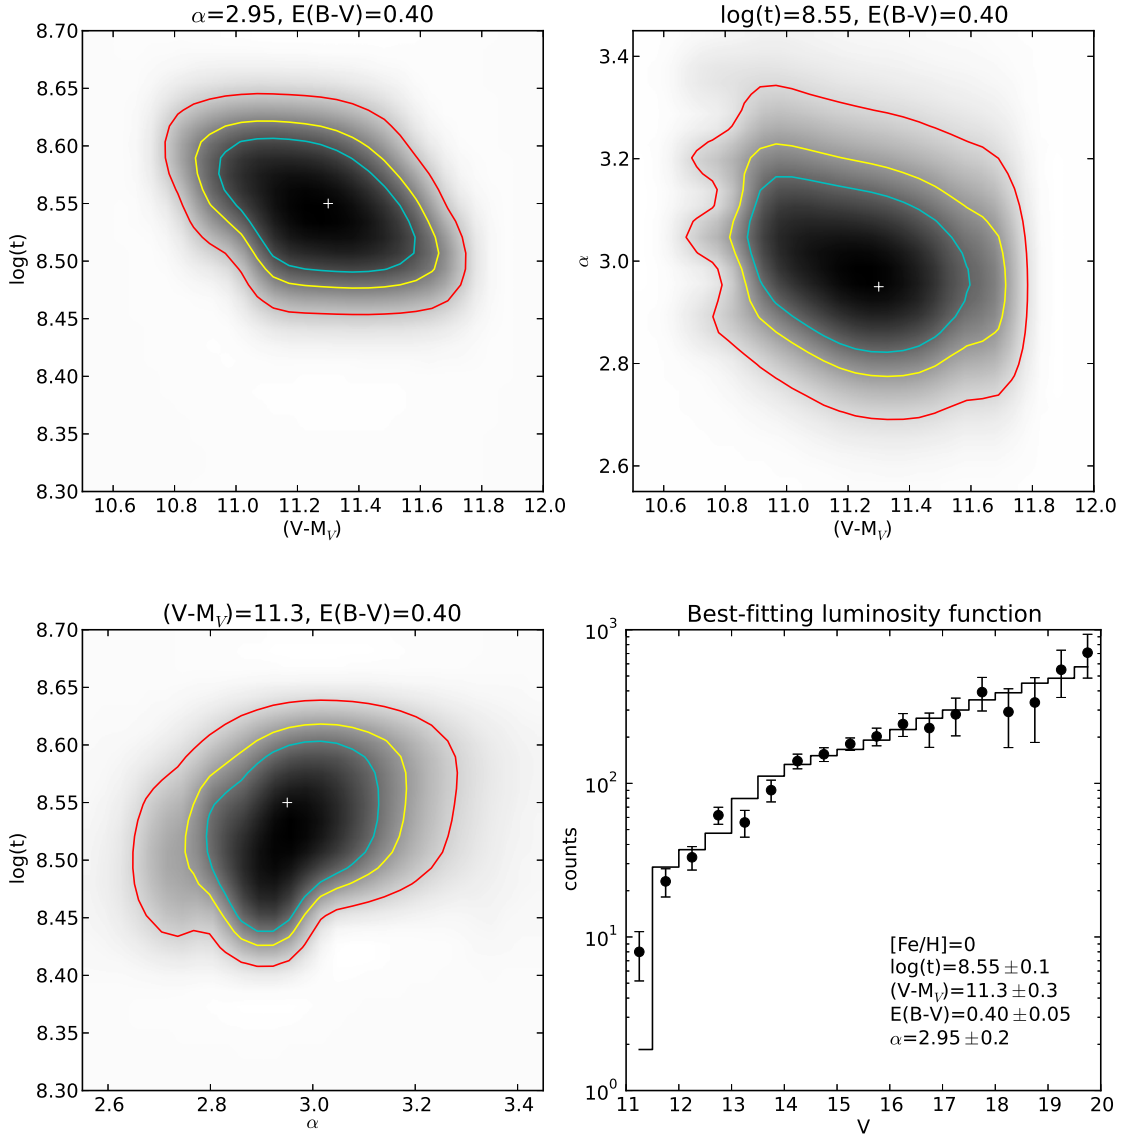 α=2.95, E(B-V)=0.40
8.70
8.65
8.60
8.55
8.50
8.45
8.40
8.35
8.30
log(t)
10.6 10.8 11.0 11.2 11.4 11.6 11.8 12.0
(V-M_V)
log(t)=8.55, E(B-V)=0.40
3.4
3.2
3.0
2.8
2.6
α
10.6 10.8 11.0 11.2 11.4 11.6 11.8 12.0
(V-M_V)
(V-M_V)=11.3, E(B-V)=0.40
8.70
8.65
8.60
8.55
8.50
8.45
8.40
8.35
8.30
log(t)
2.6 2.8 3.0 3.2 3.4
α
Best-fitting luminosity function
10^3
10^2
10^1
10^0
counts
[Fe/H]=0
log(t)=8.55±0.1
(V-M_V)=11.3±0.3
E(B-V)=0.40±0.05
α=2.95±0.2
11 12 13 14 15 16 17 18 19 20
V